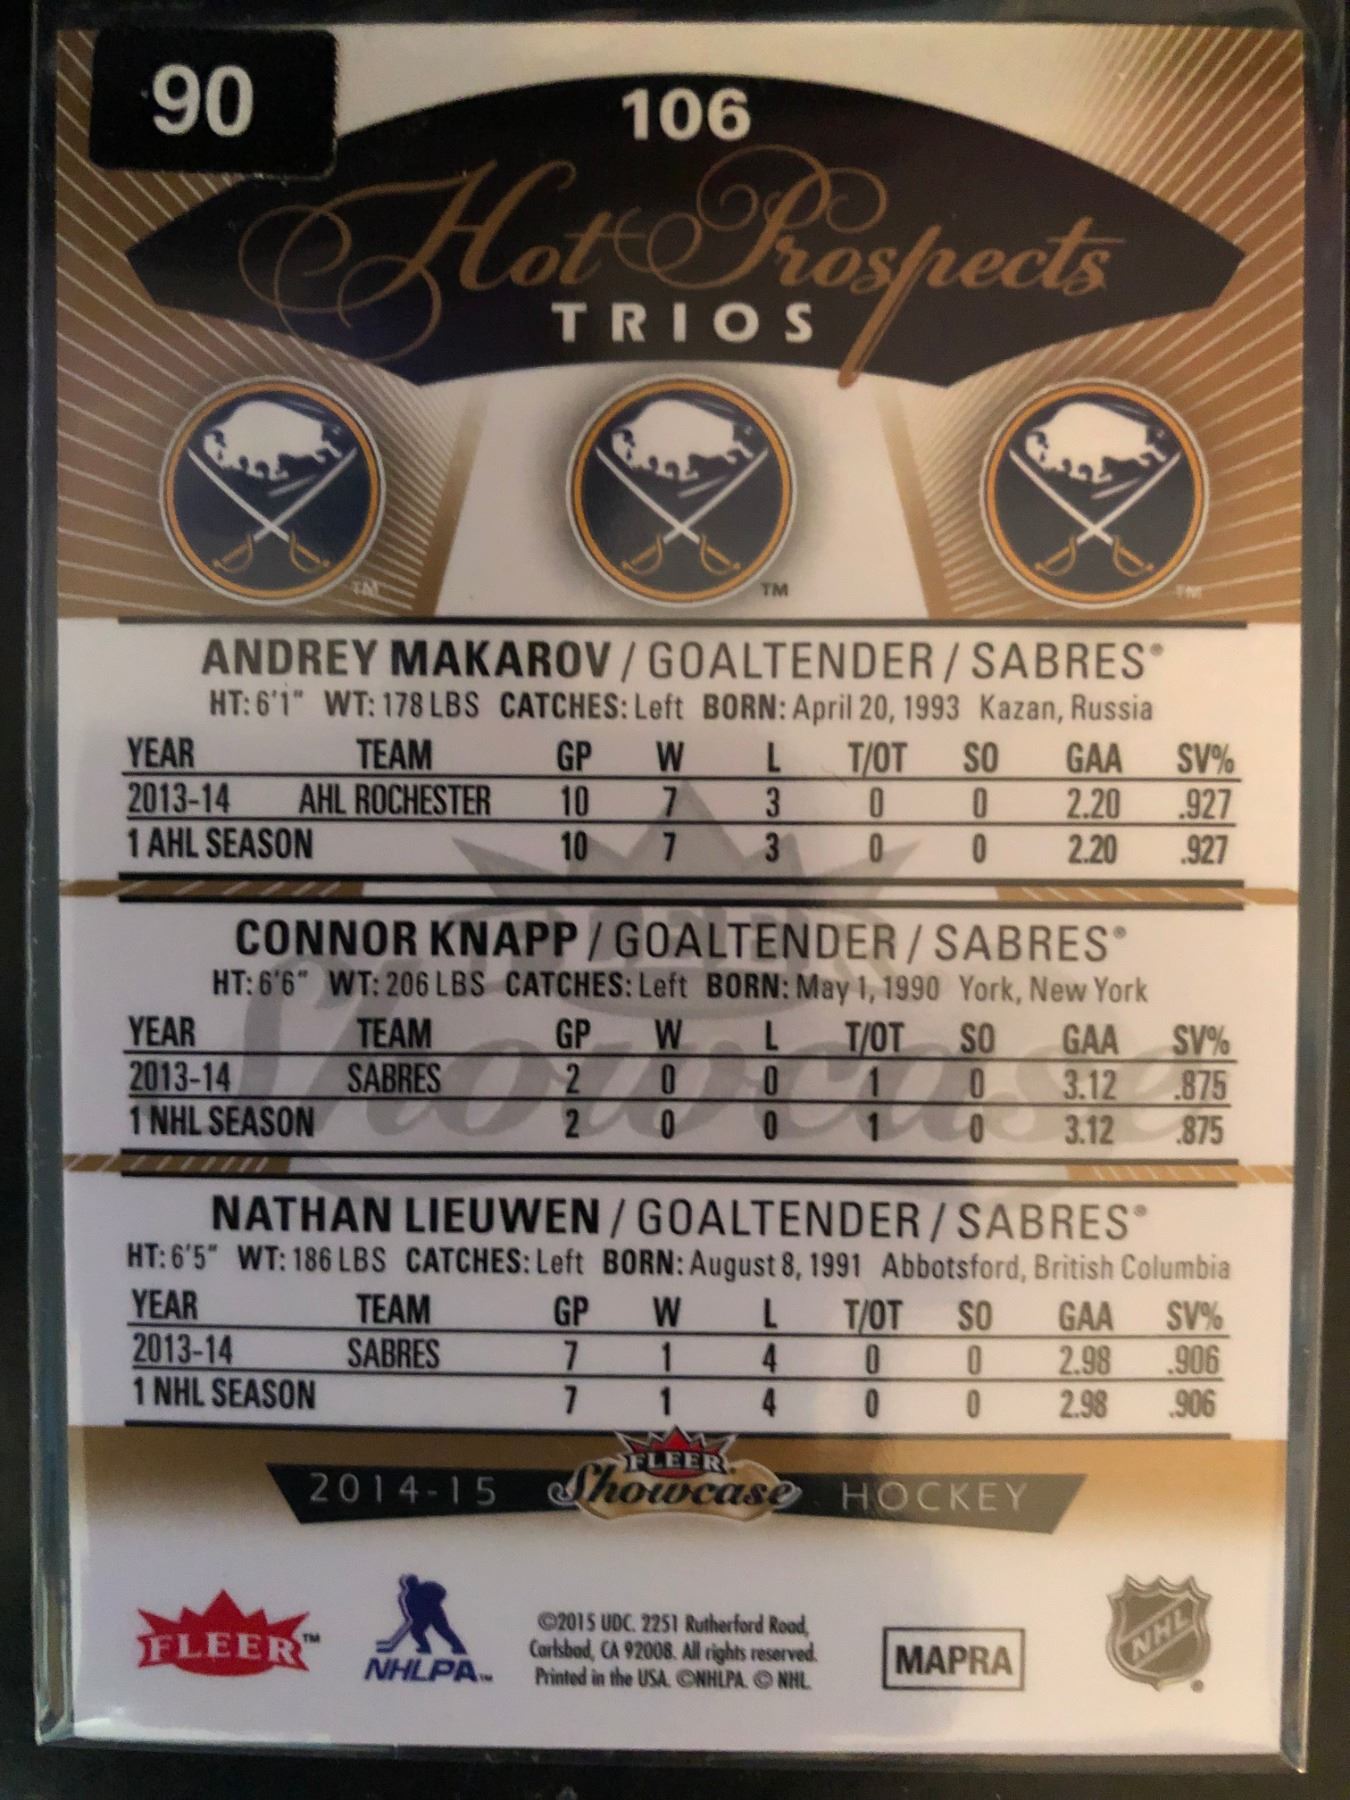 90
106
Hot Prospects
TRIOS
TM TM TM
ANDREY MAKAROV / GOALTENDER / SABRES®
HT: 6'1" WT: 178 LBS CATCHES: Left BORN: April 20, 1993 Kazan, Russia
YEAR TEAM GP W L T/OT SO GAA SV%
2013-14 AHL ROCHESTER 10 7 3 0 0 2.20 .927
1 AHL SEASON 10 7 3 0 0 2.20 .927
CONNOR KNAPP / GOALTENDER / SABRES®
HT: 6'6" WT: 206 LBS CATCHES: Left BORN: May 1, 1990 York, New York
YEAR TEAM GP W L T/OT SO GAA SV%
2013-14 SABRES 2 0 0 1 0 3.12 .875
1 NHL SEASON 2 0 0 1 0 3.12 .875
NATHAN LIEUWEN / GOALTENDER / SABRES®
HT: 6'5" WT: 186 LBS CATCHES: Left BORN: August 8, 1991 Abbotsford, British Columbia
YEAR TEAM GP W L T/OT SO GAA SV%
2013-14 SABRES 7 1 4 0 0 2.98 .906
1 NHL SEASON 7 1 4 0 0 2.98 .906
FLEER
2014-15 Showcase HOCKEY
FLEER™
NHLPA™
©2015 UDC. 2251 Rutherford Road,
Carlsbad, CA 92008. All rights reserved.
Printed in the USA. ©NHLPA. © NHL.
MAPRA
NHL